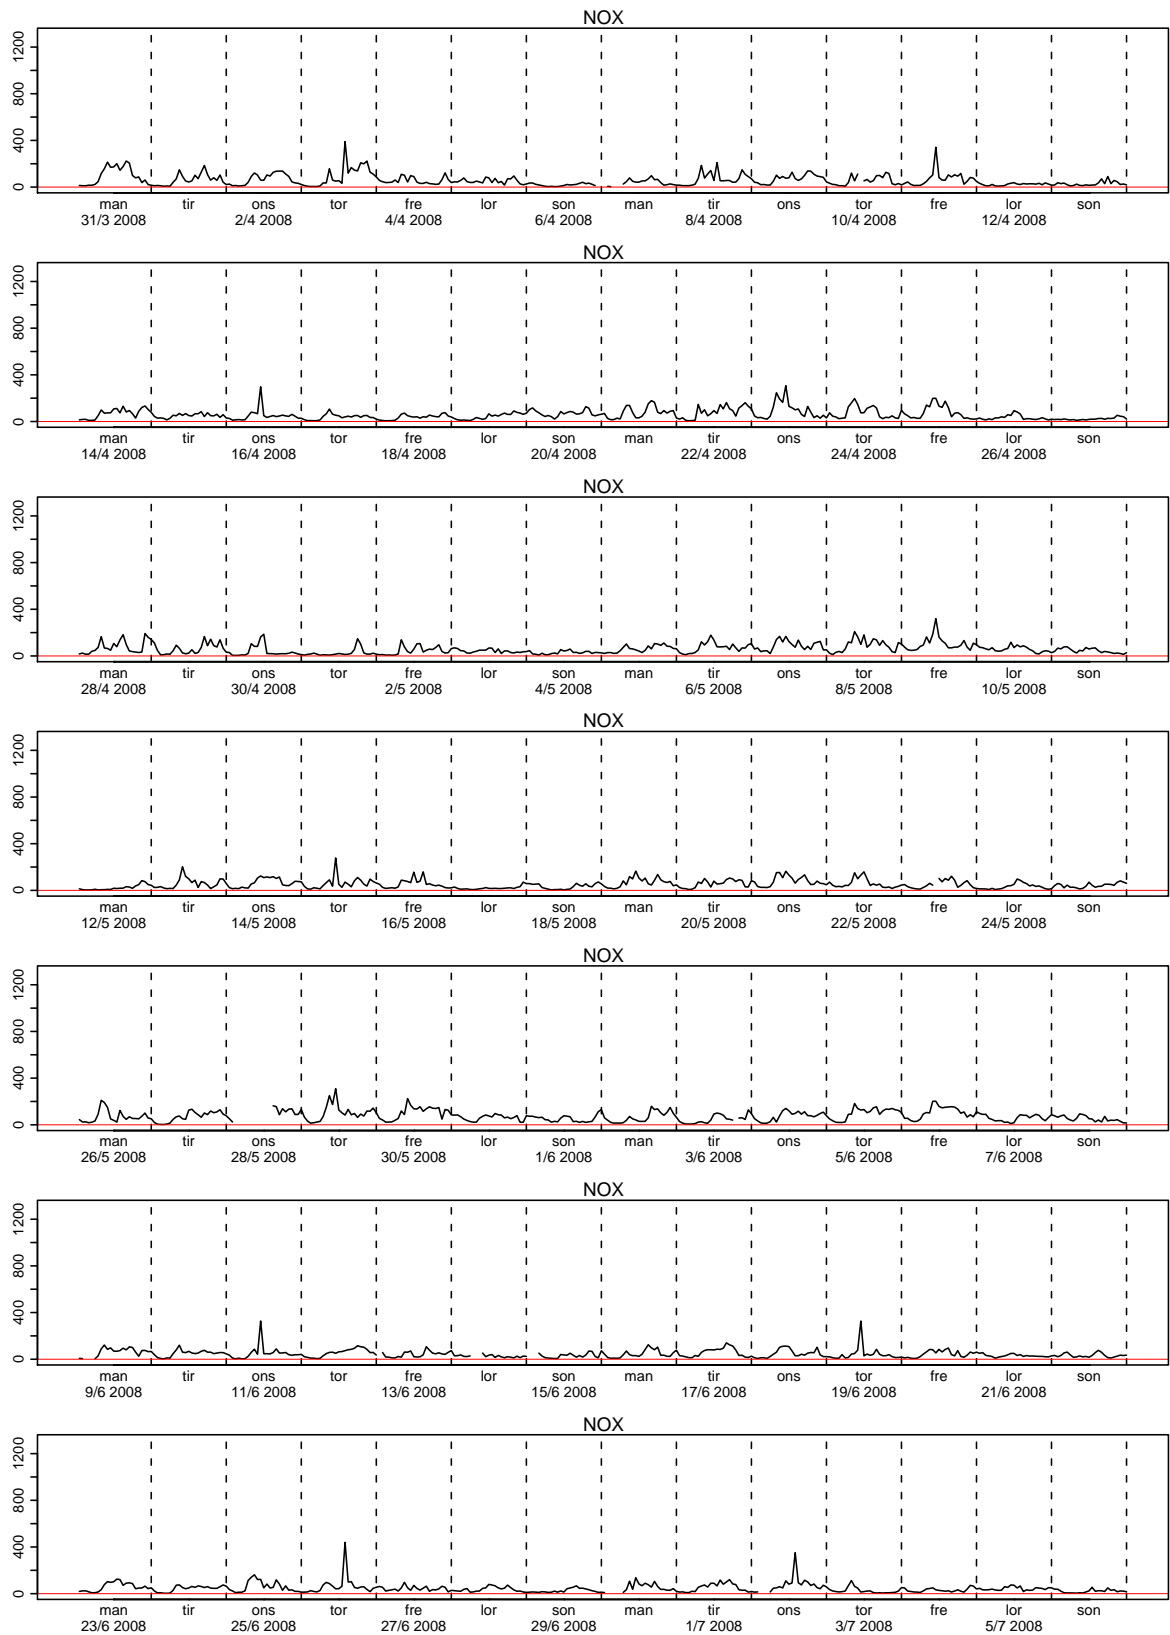 NOX
1200
800
400
0
man tir ons tor fre lor son man tir ons tor fre lor son
31/3 2008 2/4 2008 4/4 2008 6/4 2008 8/4 2008 10/4 2008 12/4 2008
NOX
1200
800
400
0
man tir ons tor fre lor son man tir ons tor fre lor son
14/4 2008 16/4 2008 18/4 2008 20/4 2008 22/4 2008 24/4 2008 26/4 2008
NOX
1200
800
400
0
man tir ons tor fre lor son man tir ons tor fre lor son
28/4 2008 30/4 2008 2/5 2008 4/5 2008 6/5 2008 8/5 2008 10/5 2008
NOX
1200
800
400
0
man tir ons tor fre lor son man tir ons tor fre lor son
12/5 2008 14/5 2008 16/5 2008 18/5 2008 20/5 2008 22/5 2008 24/5 2008
NOX
1200
800
400
0
man tir ons tor fre lor son man tir ons tor fre lor son
26/5 2008 28/5 2008 30/5 2008 1/6 2008 3/6 2008 5/6 2008 7/6 2008
NOX
1200
800
400
0
man tir ons tor fre lor son man tir ons tor fre lor son
9/6 2008 11/6 2008 13/6 2008 15/6 2008 17/6 2008 19/6 2008 21/6 2008
NOX
1200
800
400
0
man tir ons tor fre lor son man tir ons tor fre lor son
23/6 2008 25/6 2008 27/6 2008 29/6 2008 1/7 2008 3/7 2008 5/7 2008